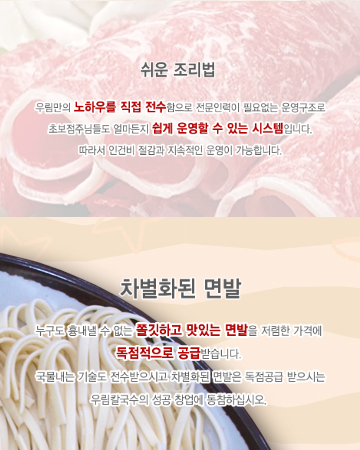 쉬운 조리법
우림만의 노하우를 직접 전수함으로 전문인력이 필요없는 운영구조로
초보점주님들도 얼마든지 쉽게 운영할 수 있는 시스템입니다.
따라서 인건비 절감과 지속적인 운영이 가능합니다.
차별화된 면발
누구도 흉내낼 수 없는 쫄깃하고 맛있는 면발을 저렴한 가격에
독점적으로 공급받습니다.
국물내는 기술도 전수받으시고 차별화된 면발은 독점공급 받으시는
우림칼국수의 성공 창업에 동참하십시오.